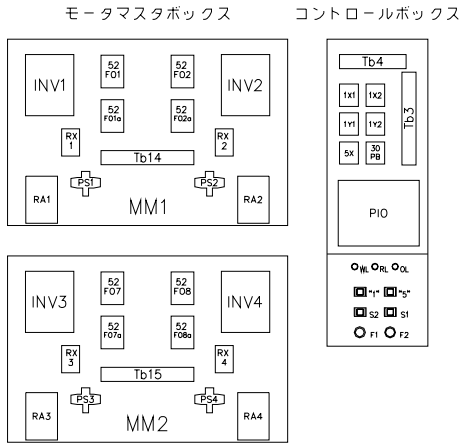 モータマスタボックス
コントロールボックス
INV1
52
F01
52
F02
INV2
52
F01a
52
F02a
RX
1
RX
2
Tb14
PS1
PS2
RA1
MM1
RA2
INV3
52
F07
52
F08
INV4
52
F07a
52
F08a
RX
3
RX
4
Tb15
PS3
PS4
RA3
MM2
RA4
Tb4
Tb3
1X1
1X2
1Y1
1Y2
5X
30
PB
PIO
WL
RL
OL
"1"
"5"
S2
S1
F1
F2